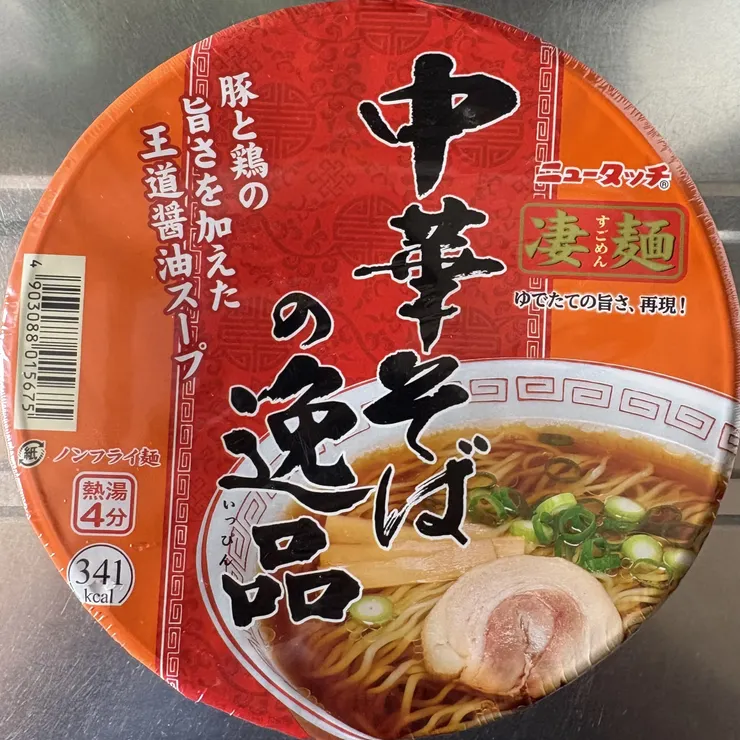 中華そば
の逸品
いっぴん
豚と鶏の
旨さを加えた
王道醤油スープ
ニュータッチ®
凄麺
すごめん
ゆでたての旨さ、再現!
4903088015675
紙
ノンフライ麺
熱湯
4分
341
kcal